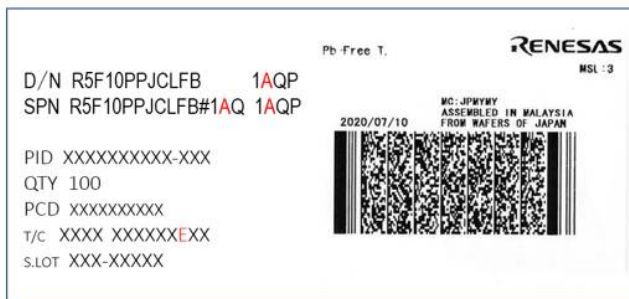 Pb-Free T.
RENESAS
MSL :3
D/N R5F10PPJCLFB 1AQP
SPN R5F10PPJCLFB#1AQ 1AQP
MC: JPMYMY
ASSEMBLED IN MALAYSIA
FROM WAFERS OF JAPAN
2020/07/10
PID XXXXXXXXXX-XXX
QTY 100
PCD XXXXXXXXXX
T/C XXXX XXXXXXEXX
S.LOT XXX-XXXXX